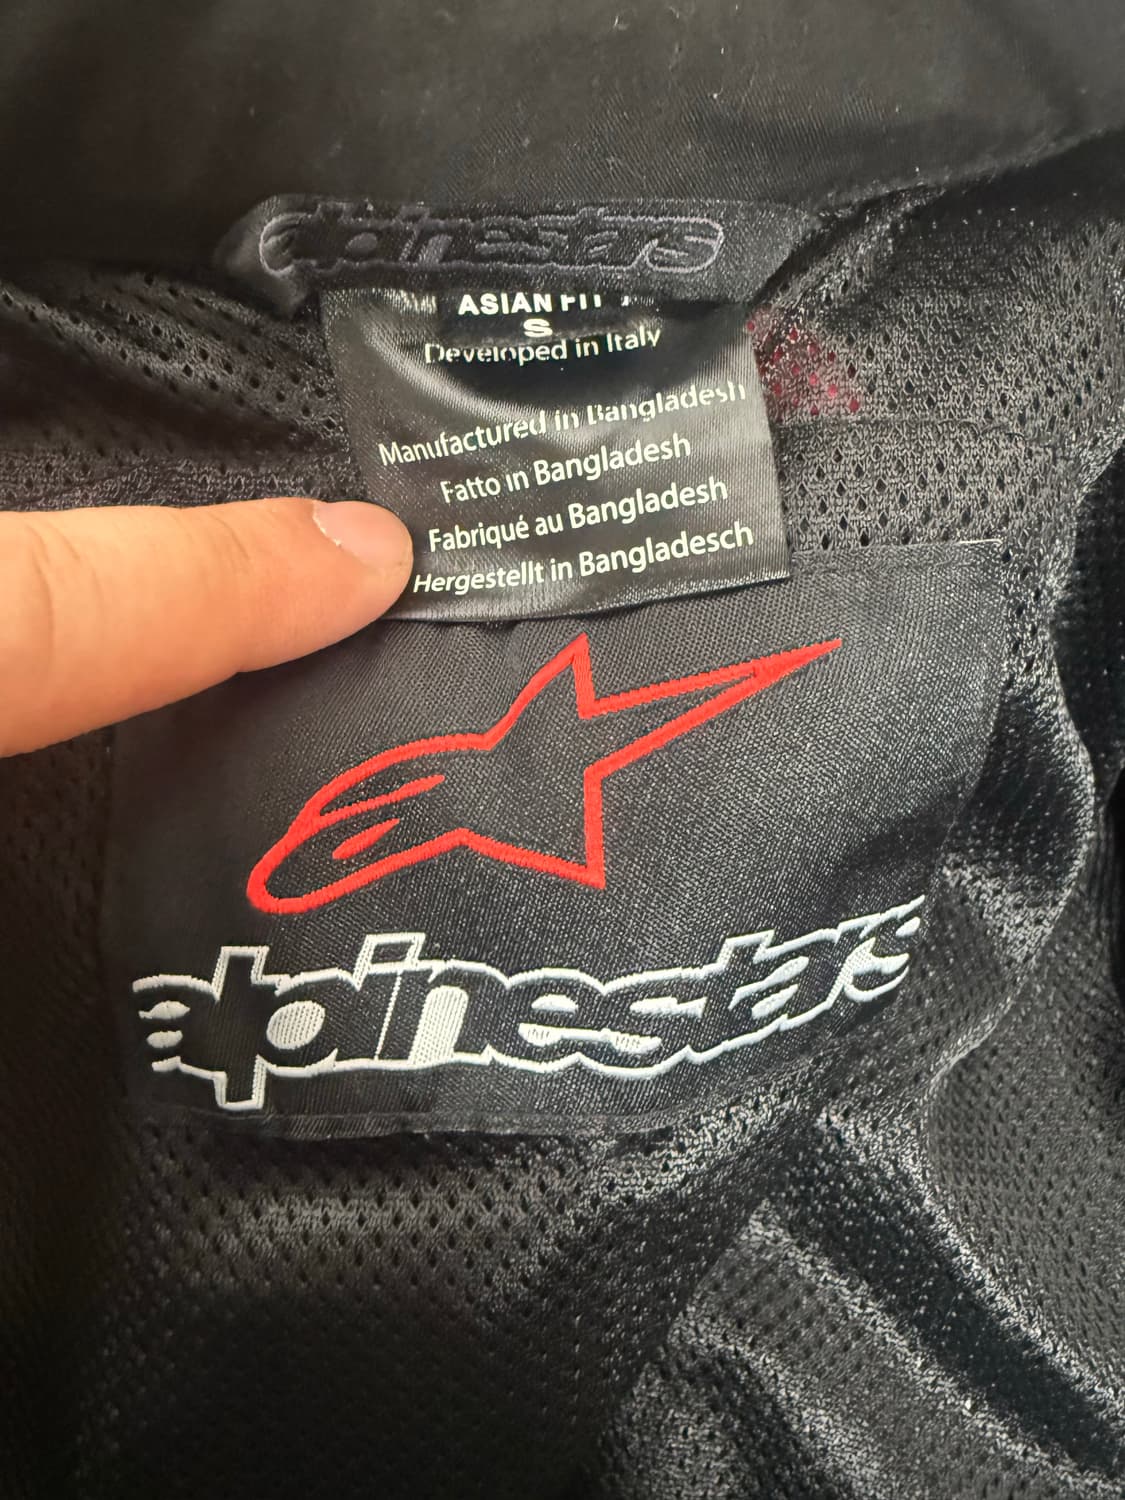 alpinestars
ASIAN FIT
S
Developed in Italy
Manufactured in Bangladesh
Fatto in Bangladesh
Fabriqué au Bangladesh
Hergestellt in Bangladesch
alpinestars